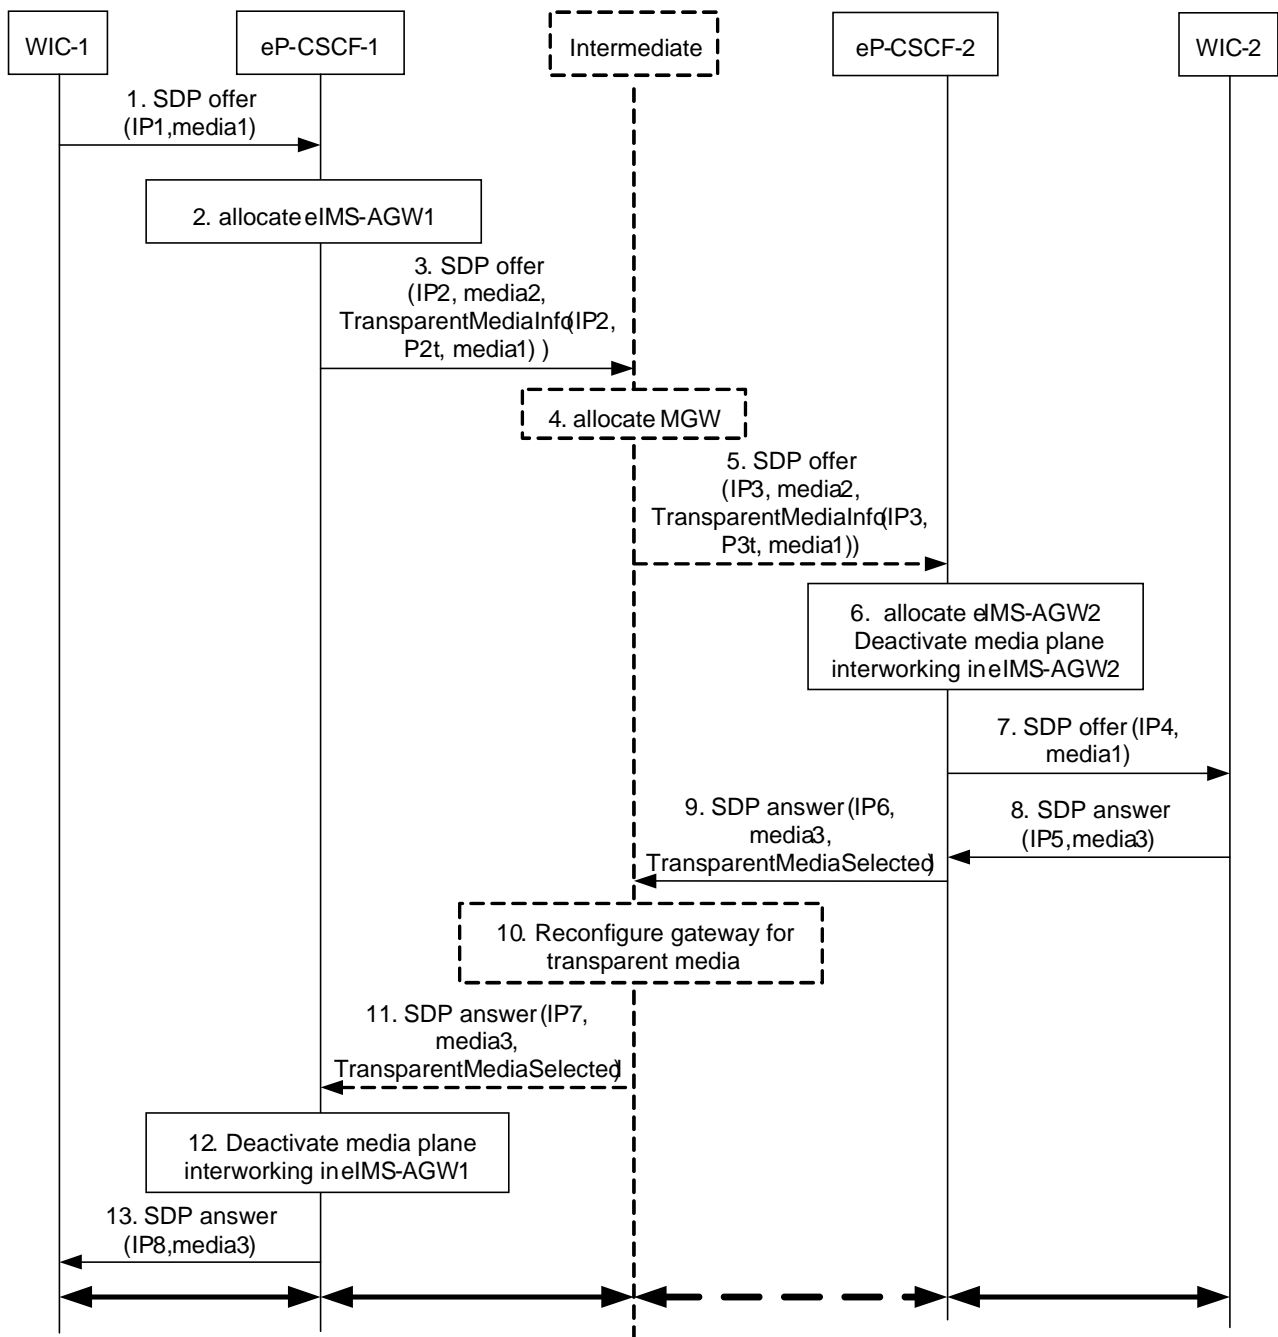 WIC-1
eP-CSCF-1
Intermediate
eP-CSCF-2
WIC-2
1. SDP offer
(IP1,media1)
2. allocate eIMS-AGW1
3. SDP offer
(IP2, media2,
TransparentMediaInfo(IP2,
P2t, media1) )
4. allocate MGW
5. SDP offer
(IP3, media2,
TransparentMediaInfo(IP3,
P3t, media1))
6. allocate eIMS-AGW2
Deactivate media plane
interworking in eIMS-AGW2
7. SDP offer (IP4,
media1)
8. SDP answer
(IP5,media3)
9. SDP answer (IP6,
media3,
TransparentMediaSelected)
10. Reconfigure gateway for
transparent media
11. SDP answer (IP7,
media3,
TransparentMediaSelected)
12. Deactivate media plane
interworking in eIMS-AGW1
13. SDP answer
(IP8,media3)